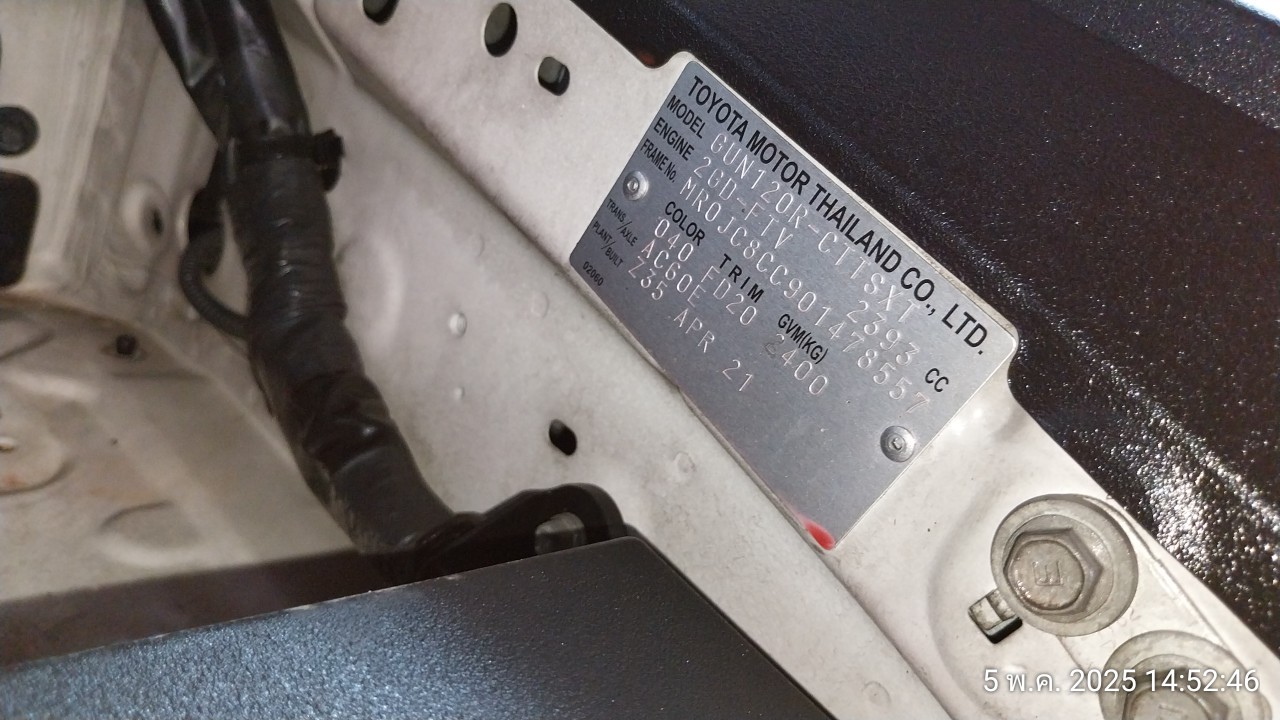 TOYOTA MOTOR THAILAND CO., LTD.
MODEL GUN120R-CTTSXT
ENGINE 2GD-FTV 2393 CC
FRAME No. MR0JC8CC901478557
COLOR TRIM GVM(KG)
040 FD20 2400
TRANS/AXLE AC60E
PLANT/BUILT Z35 APR 21
02060
5 พ.ค. 2025 14:52:46